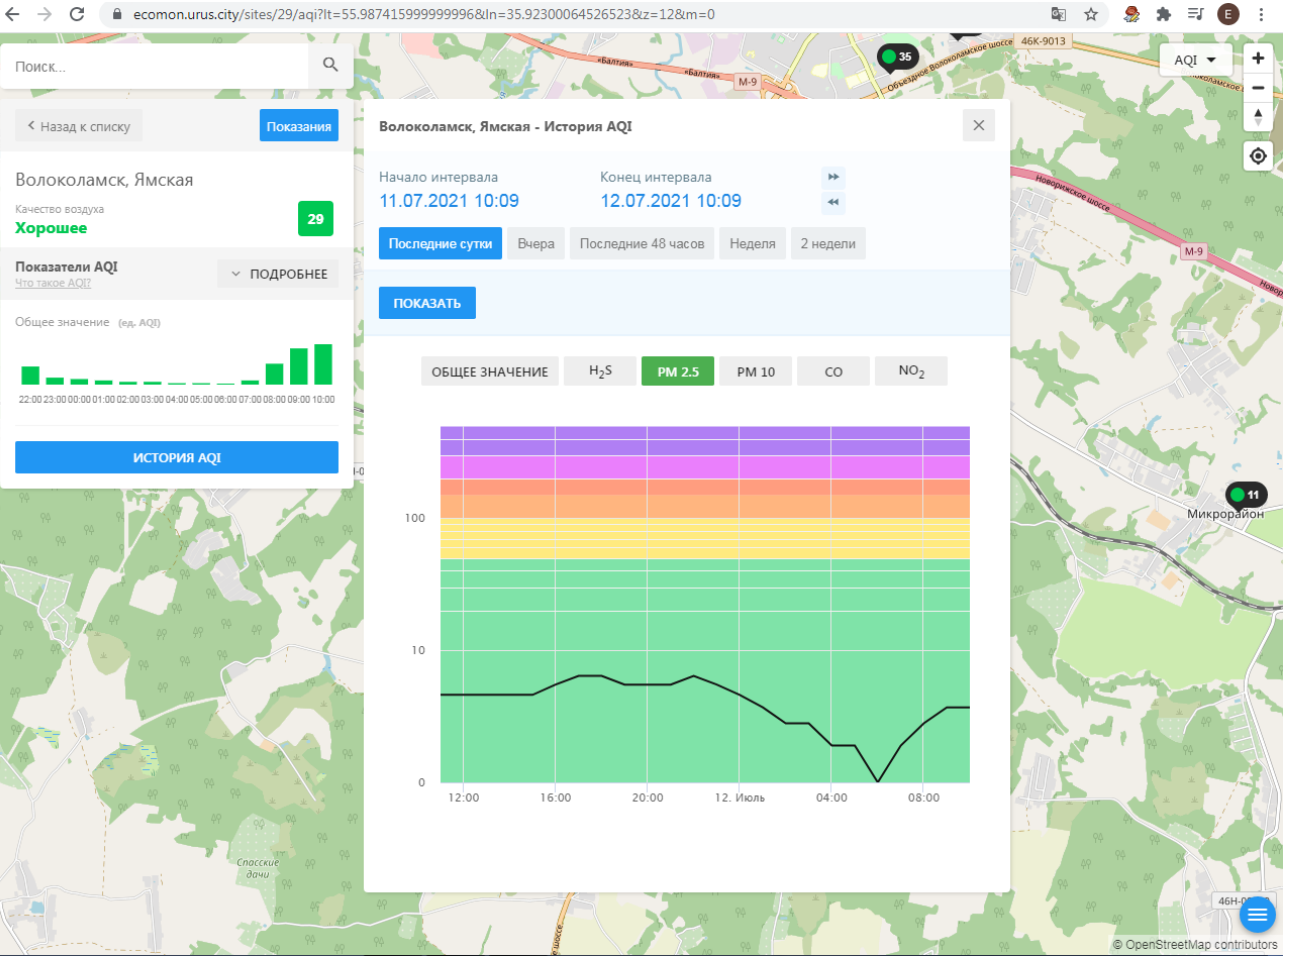 ecomon.urus.city/sites/29/aqi?lt=55.987415999999996&ln=35.92300064526523&z=12&m=0
E
Поиск...
46К-9013
35
«Балтия»
«Балтия»
М-9
Объездное Волоколамское шоссе
AQI
Назад к списку
Показания
Волоколамск, Ямская
Качество воздуха
Хорошее
29
Показатели AQI
Что такое AQI?
ПОДРОБНЕЕ
Общее значение (ед. AQI)
22:00 23:00 00:00 01:00 02:00 03:00 04:00 05:00 06:00 07:00 08:00 09:00 10:00
ИСТОРИЯ AQI
Волоколамск, Ямская - История AQI
Начало интервала
11.07.2021 10:09
Конец интервала
12.07.2021 10:09
Последние сутки
Вчера
Последние 48 часов
Неделя
2 недели
ПОКАЗАТЬ
ОБЩЕЕ ЗНАЧЕНИЕ
H2S
PM 2.5
PM 10
CO
NO2
100
10
0
12:00
16:00
20:00
12. Июль
04:00
08:00
Новорижское шоссе
М-9
11
Микрорайон
Спасские
дачи
© OpenStreetMap contributors